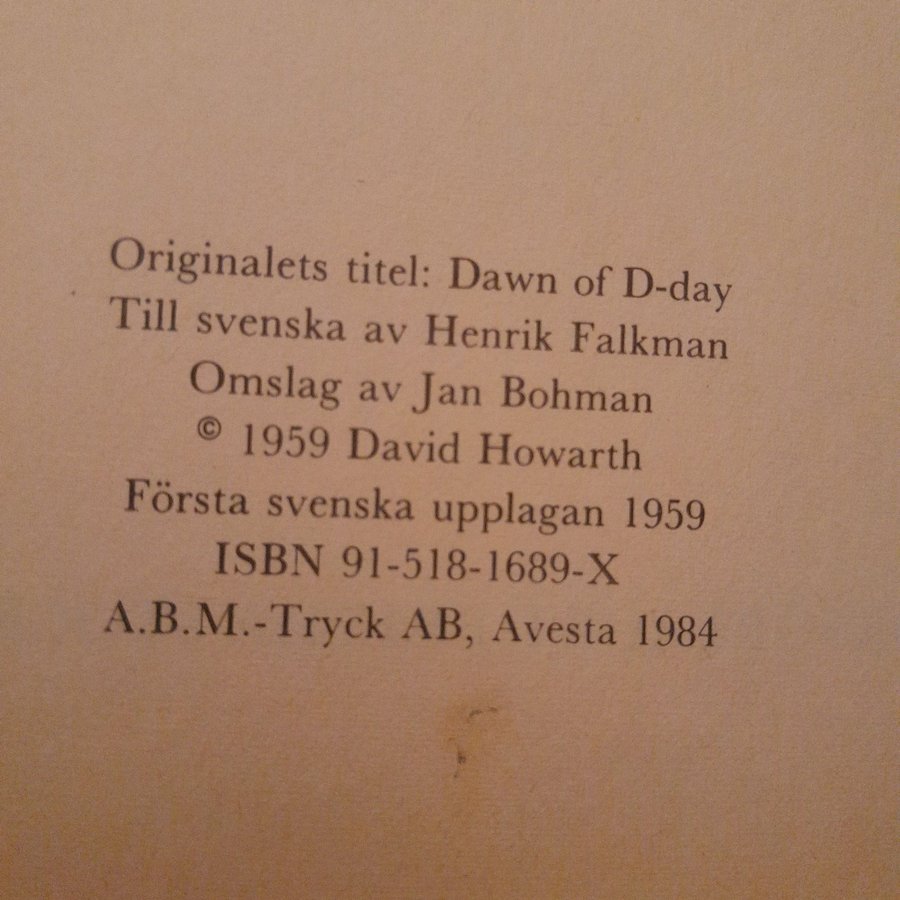 Originalets titel: Dawn of D-day
Till svenska av Henrik Falkman
Omslag av Jan Bohman
© 1959 David Howarth
Första svenska upplagan 1959
ISBN 91-518-1689-X
A.B.M.-Tryck AB, Avesta 1984